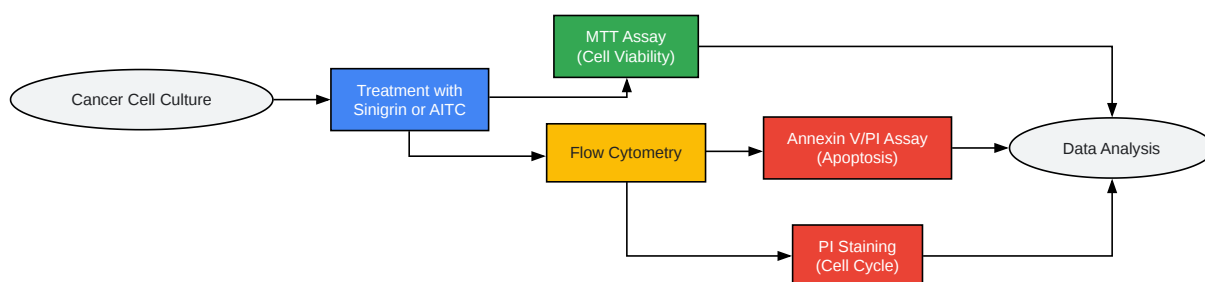 Cancer Cell Culture
Treatment with
Sinigrin or AITC
MTT Assay
(Cell Viability)
Flow Cytometry
Annexin V/PI Assay
(Apoptosis)
PI Staining
(Cell Cycle)
Data Analysis